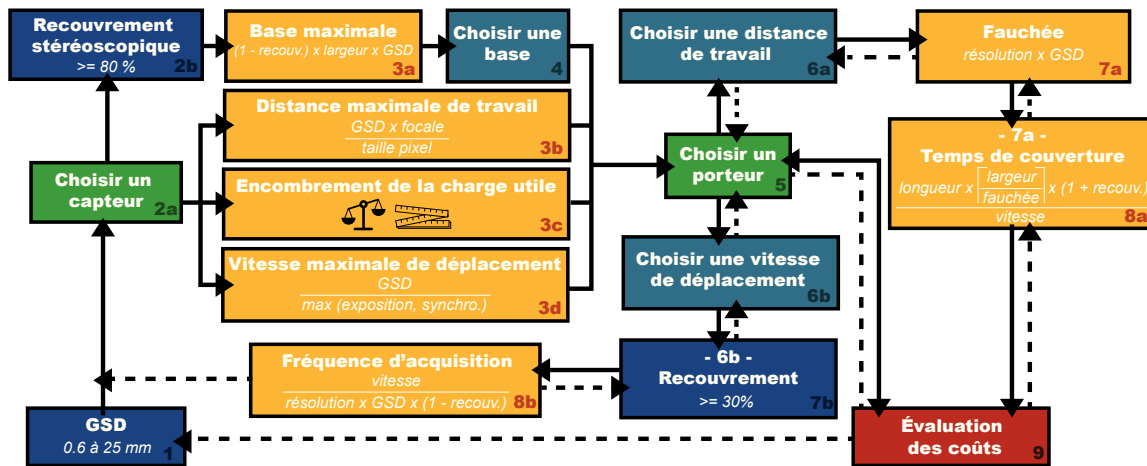 Recouvrement
stéréoscopique
>= 80 %
2b
Base maximale
(1 - recouv.) x largeur x GSD
3a
Choisir une
base
4
Choisir une distance
de travail
6a
Fauchée
résolution x GSD
7a
Distance maximale de travail
GSD x focale
taille pixel
3b
- 7a -
Temps de couverture
longueur x
largeur
fauchée
x (1 + recouv.)
vitesse
8a
Choisir un
capteur
2a
Choisir un
porteur
5
Encombrement de la charge utile
3c
Vitesse maximale de déplacement
GSD
max (exposition, synchro.)
3d
Choisir une vitesse
de déplacement
6b
Fréquence d'acquisition
vitesse
résolution x GSD x (1 - recouv.)
8b
- 6b -
Recouvrement
>= 30%
7b
GSD
0.6 à 25 mm
1
Évaluation
des coûts
9